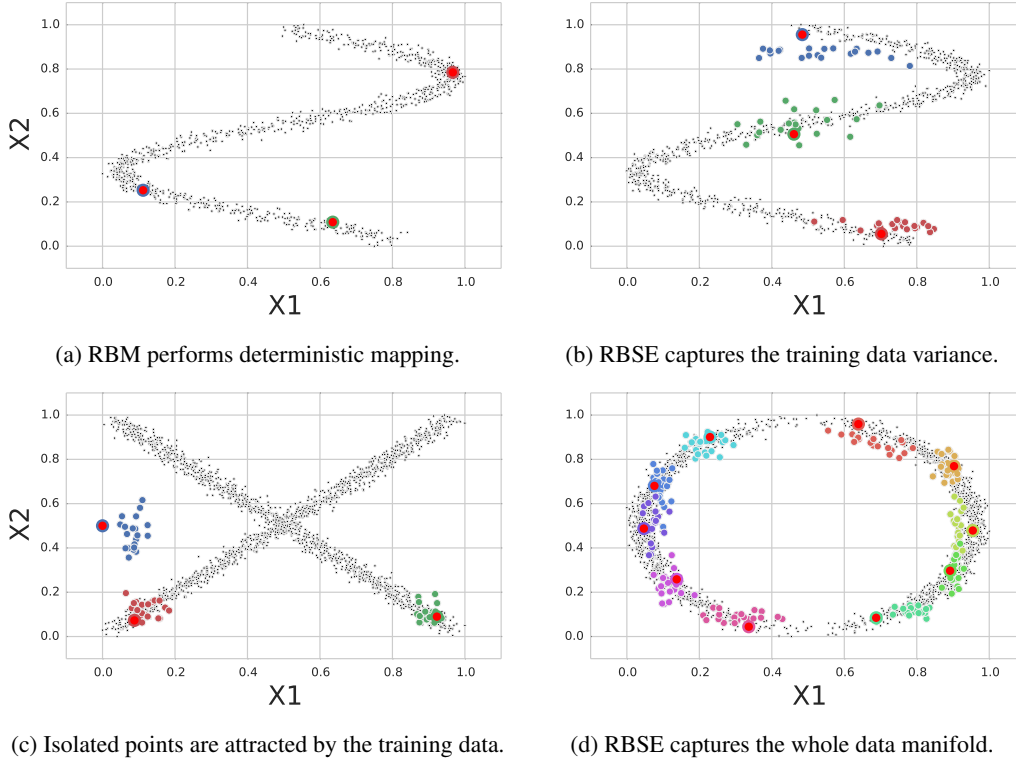 1.0
0.8
0.6
0.4
0.2
0.0
X2
0.0 0.2 0.4 0.6 0.8 1.0
X1
(a) RBM performs deterministic mapping.
1.0
0.8
0.6
0.4
0.2
0.0
0.0 0.2 0.4 0.6 0.8 1.0
X1
(b) RBSE captures the training data variance.
1.0
0.8
0.6
0.4
0.2
0.0
X2
0.0 0.2 0.4 0.6 0.8 1.0
X1
(c) Isolated points are attracted by the training data.
1.0
0.8
0.6
0.4
0.2
0.0
0.0 0.2 0.4 0.6 0.8 1.0
X1
(d) RBSE captures the whole data manifold.